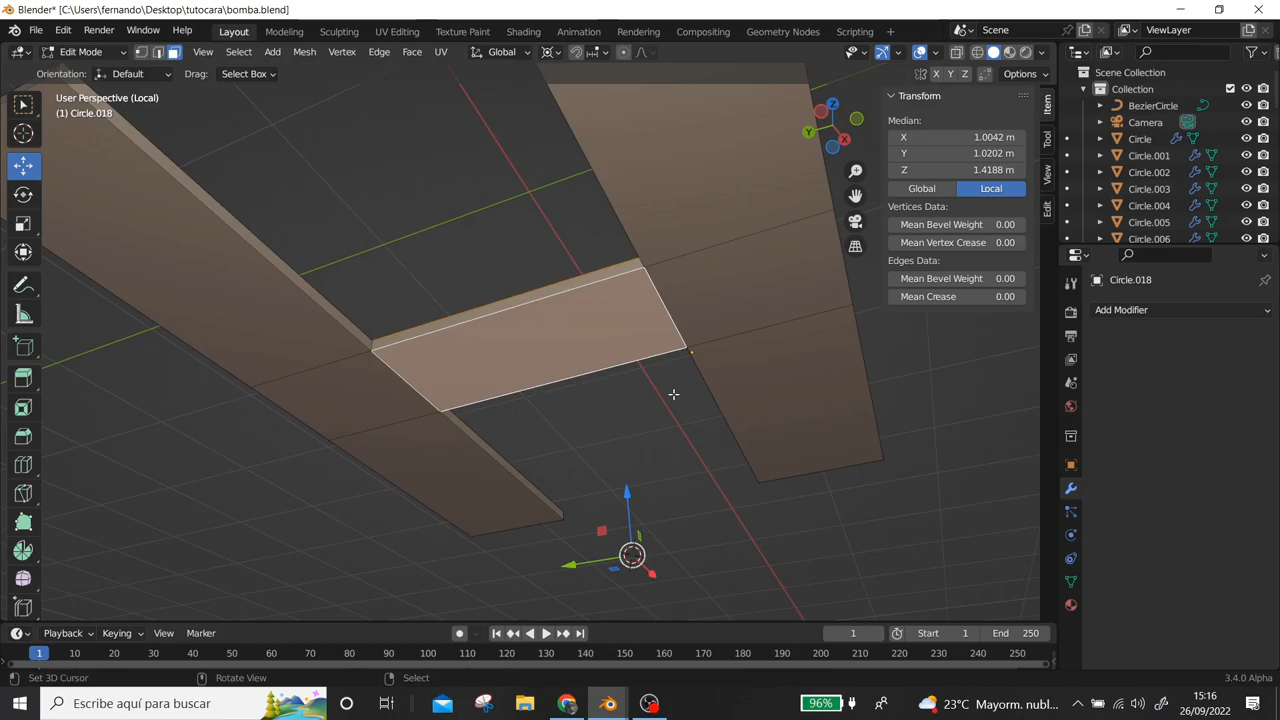 Blender* [C:\Users\fernando\Desktop\tutocara\bomba.blend]
File Edit Render Window Help Layout Modeling Sculpting UV Editing Texture Paint Shading Animation Rendering Compositing Geometry Nodes Scripting Scene ViewLayer
Edit Mode View Select Add Mesh Vertex Edge Face UV Global
Orientation: Default Drag: Select Box X Y Z Options
User Perspective (Local)
(1) Circle.018
Z
Y
X
Transform
Median:
X 1.0042 m
Y 1.0202 m
Z 1.4188 m
Global Local
Vertices Data:
Mean Bevel Weight 0.00
Mean Vertex Crease 0.00
Edges Data:
Mean Bevel Weight 0.00
Mean Crease 0.00
Item
Tool
View
Edit
Scene Collection
Collection
BezierCircle
Camera
Circle
Circle.001
Circle.002
Circle.003
Circle.004
Circle.005
Circle.006
Circle.018
Add Modifier
Playback Keying View Marker 1 Start 1 End 250
1 10 20 30 40 50 60 70 80 90 100 110 120 130 140 150 160 170 180 190 200 210 220 230 240 250
Set 3D Cursor Rotate View Select 3.4.0 Alpha
Escribe aquí para buscar 96% 23°C Mayorm. nubl... 15:16
26/09/2022